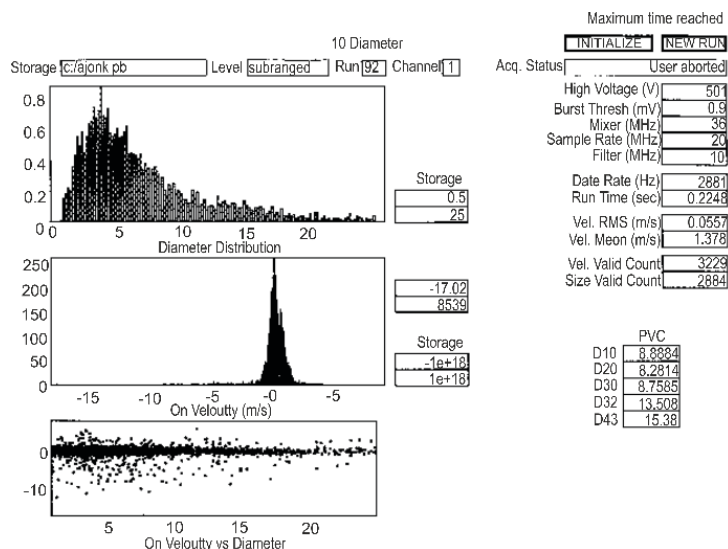 Maximum time reached
10 Diameter
INITIALIZE NEW RUN
Storage c:/ajonk pb Level subranged Run 92 Channel 1
Acq. Status User aborted
High Voltage (V) 501
Burst Thresh (mV) 0.9
Mixer (MHz) 36
Sample Rate (MHz) 20
Filter (MHz) 10
Date Rate (Hz) 2881
Run Time (sec) 0.2248
Vel. RMS (m/s) 0.0557
Vel. Meon (m/s) 1.378
Vel. Valid Count 3229
Size Valid Count 2884
0.8
0.6
0.4
0.2
0
0 5 10 15 20
Diameter Distribution
Storage
0.5
25
250
200
150
100
50
0
-15 -10 -5 -0 -5
On Veloutty (m/s)
-17.02
8539
Storage
-1e+18
1e+18
PVC
D10 8.8884
D20 8.2814
D30 8.7585
D32 13.508
D43 15.38
0
-10
5 10 15 20
On Veloutty vs Diameter